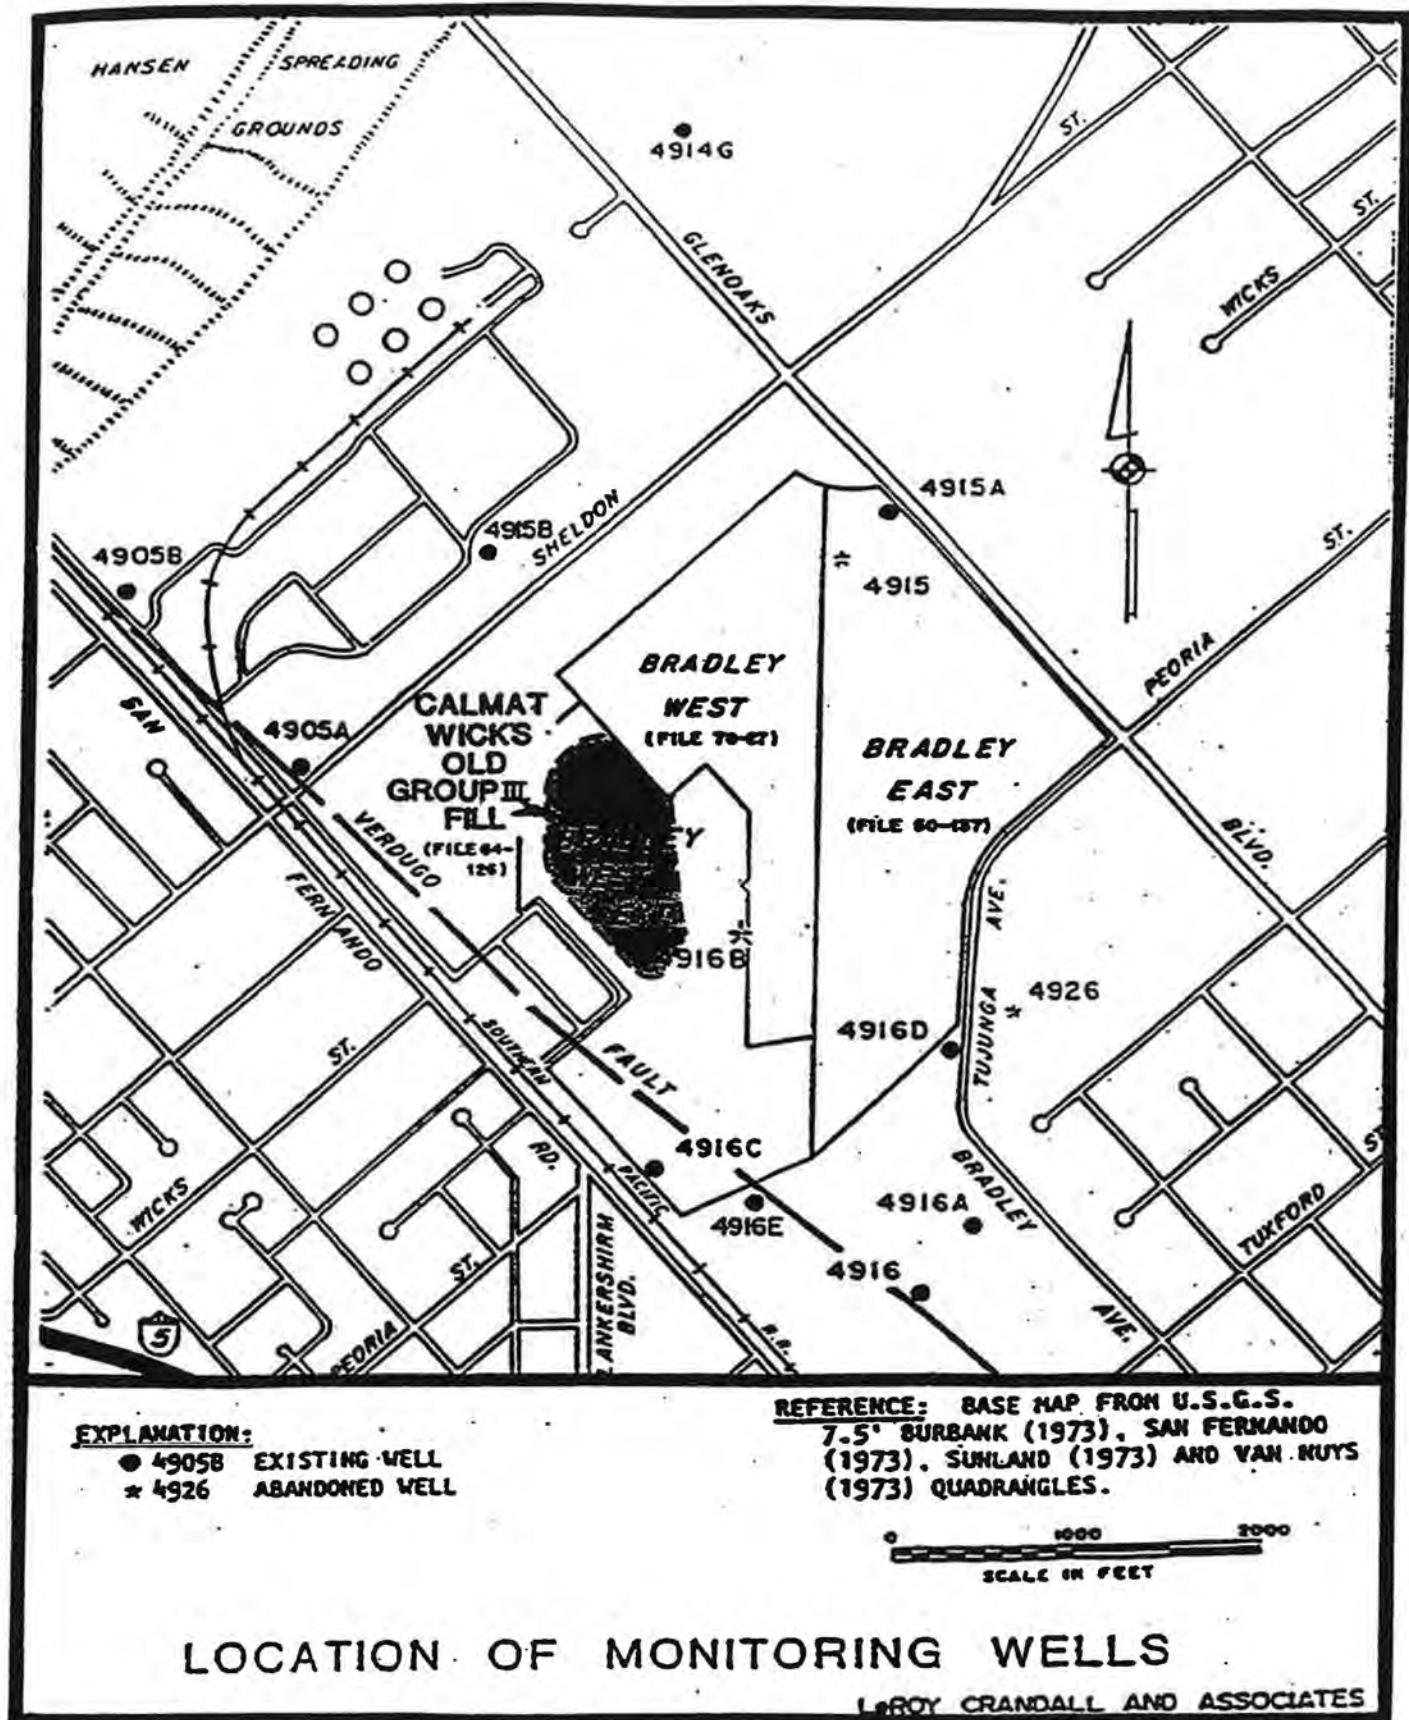 HANSEN SPREADING
GROUNDS
4914G
ST.
ST.
GLENOAKS
WICKS
4915A
4915B
SHELDON
4905B
4915
ST.
PEORIA
BRADLEY
WEST
SAN
CALMAT
WICK'S
OLD
GROUP III
FILL
4905A
BRADLEY
EAST
VERDUGO
BLVD.
FERNANDO
AVE.
916B
4926
4916D
TUJUNGA
SOUTHERN
ST.
FAULT
4916C
RD.
PACIFIC
BRADLEY
4916A
4916E
WICKS
TUXFORD
ST.
LANKERSHIM
BLVD.
4916
AVE.
R.R.
5
PEORIA
EXPLANATION:
4905B EXISTING WELL
* 4926 ABANDONED WELL
REFERENCE: BASE MAP FROM U.S.G.S.
7.5' BURBANK (1973), SAN FERNANDO
(1973), SUNLAND (1973) AND VAN NUYS
(1973) QUADRANGLES.
0 1000 2000
SCALE IN FEET
LOCATION OF MONITORING WELLS
LeROY CRANDALL AND ASSOCIATES